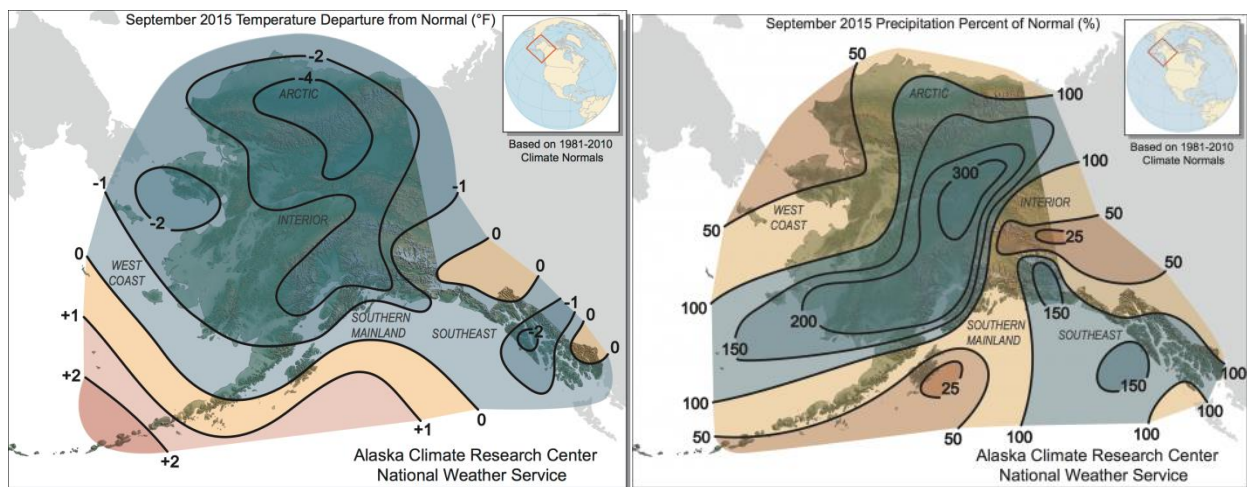 September 2015 Temperature Departure from Normal (°F)
-2
-4
ARCTIC
Based on 1981-2010
Climate Normals
-1
-2
-1
INTERIOR
0
0
WEST
COAST
0
+1
-1
SOUTHERN
MAINLAND
SOUTHEAST
-2
0
+2
+1
0
+2
Alaska Climate Research Center
National Weather Service
September 2015 Precipitation Percent of Normal (%)
50
ARCTIC
100
Based on 1981-2010
Climate Normals
100
300
INTERIOR
WEST
COAST
50
50
25
50
100
200
150
150
SOUTHERN
MAINLAND
SOUTHEAST
25
150
100
100
50
50
100
100
100
Alaska Climate Research Center
National Weather Service